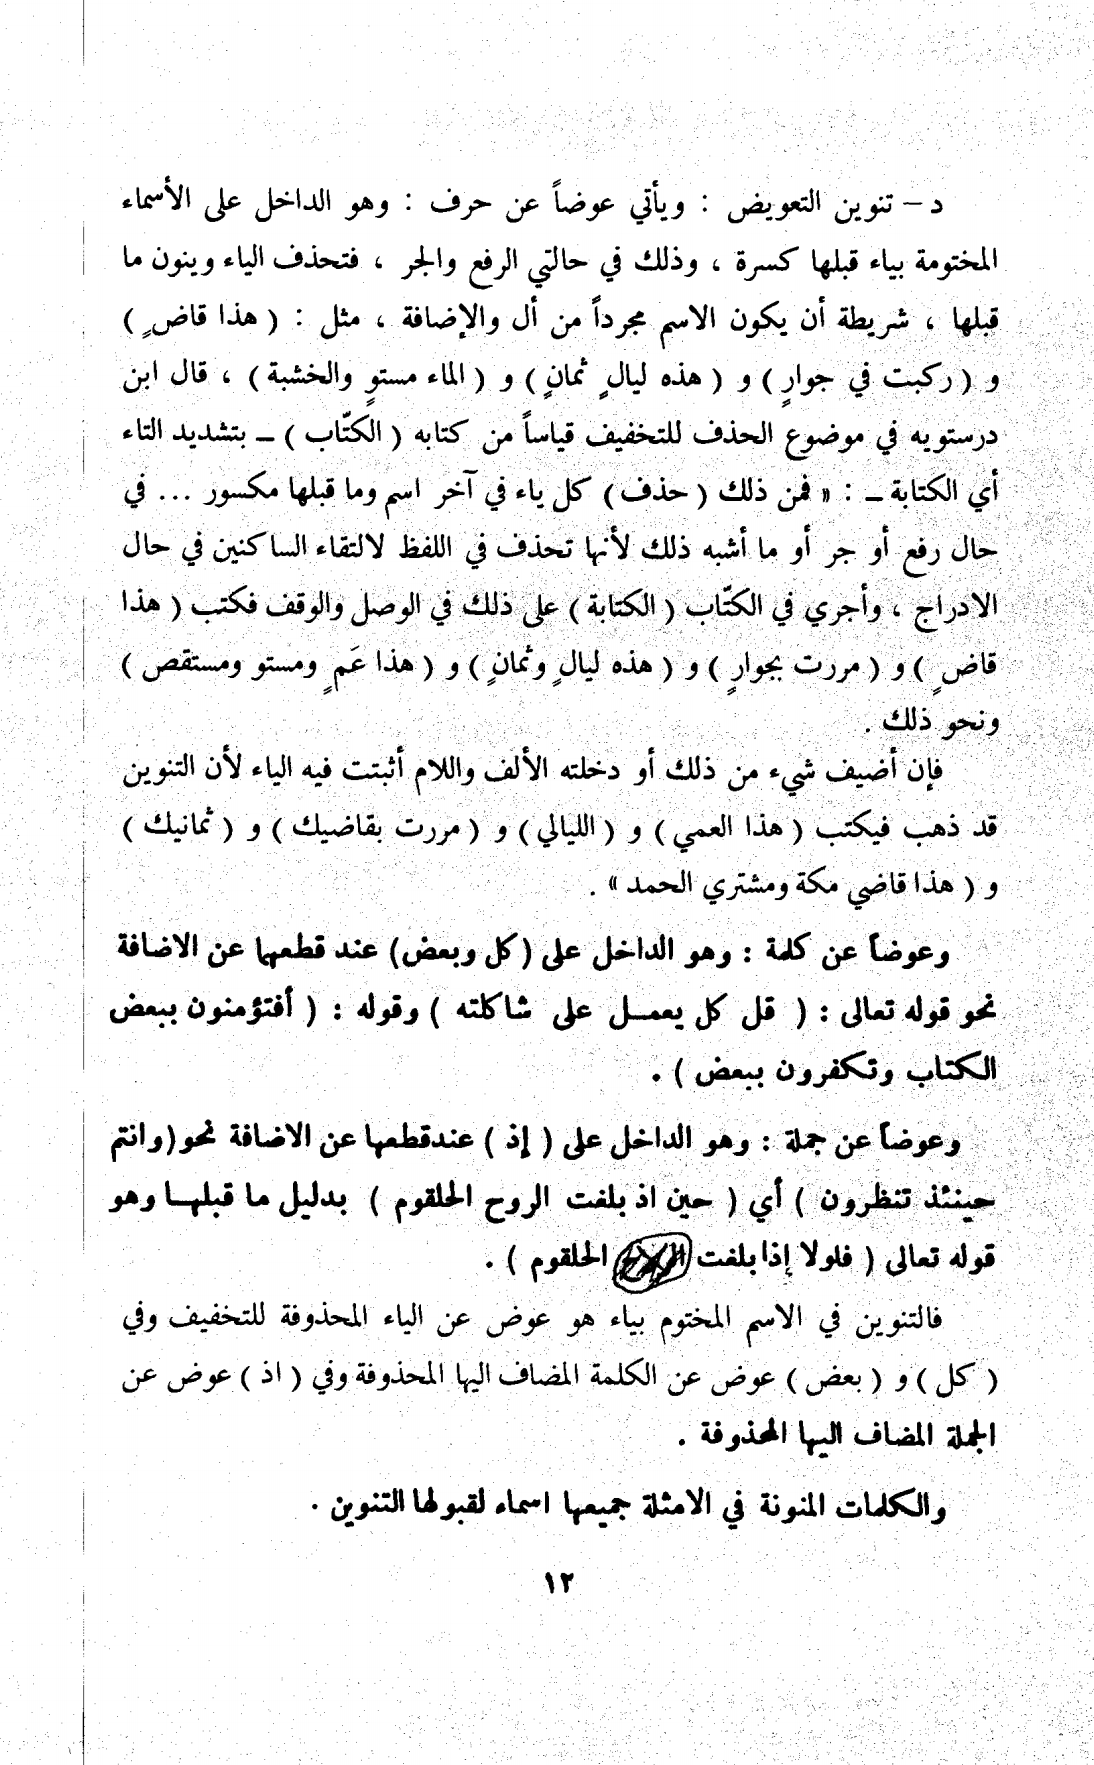 د – تنوين التعويض : ويأتي عوضاً عن حرف : وهو الداخل على الأسماء
المختومة بياء قبلها كسرة ، وذلك في حالتي الرفع والجر ، فتحذف الياء وينون ما
قبلها ، شريطة أن يكون الاسم مجرداً من أل والإضافة ، مثل : ( هذا قاضٍ )
و ( ركبت في جوارٍ ) و ( هذه ليالٍ ثمانٍ ) و ( الماء مستوٍ والخشبة ) ، قال ابن
درستويه في موضوع الحذف للتخفيف قياساً من كتابه ( الكتّاب ) – بتشديد التاء
أي الكتابة – : « فمن ذلك ( حذف ) كل ياء في آخر اسم وما قبلها مكسور ... في
حال رفع أو جر أو ما أشبه ذلك لأنها تحذف في اللفظ لالتقاء الساكنين في حال
الادراج ، وأجري في الكتّاب ( الكتابة ) على ذلك في الوصل والوقف فكتب ( هذا
قاضٍ ) و ( مررت بجوارٍ ) و ( هذه ليالٍ وثمانٍ ) و ( هذا عَمٍ ومستو ومستقص )
ونحو ذلك .
فإن أضيف شيء من ذلك أو دخلته الألف واللام أثبتت فيه الياء لأن التنوين
قد ذهب فيكتب ( هذا العمي ) و ( الليالي ) و ( مررت بقاضيك ) و ( ثمانيك )
و ( هذا قاضي مكة ومشتري الحمد » .
وعوضاً عن كلمة : وهو الداخل على (كل وبعض) عند قطعهما عن الاضافة
نحو قوله تعالى : ( قل كل يعمــل على شاكلته ) وقوله : ( أفتؤمنون ببعض
الكتاب وتكفرون ببعض ) .
وعوضاً عن جملة : وهو الداخل على ( إذ ) عندقطعها عن الاضافة نحو(وانتم
حينئذ تنظرون ) أي ( حين اذ بلغت الروح الحلقوم ) بدليل ما قبلهـا وهو
قوله تعالى ( فلولا إذا بلغت الحلقوم ) .
فالتنوين في الاسم المختوم بياء هو عوض عن الياء المحذوفة للتخفيف وفي
( كل ) و ( بعض ) عوض عن الكلمة المضاف اليها المحذوفة وفي ( اذ ) عوض عن
الجملة المضاف اليها المحذوفة .
والكلمات المنونة في الامثلة جميعها اسماء لقبولها التنوين .
١٢